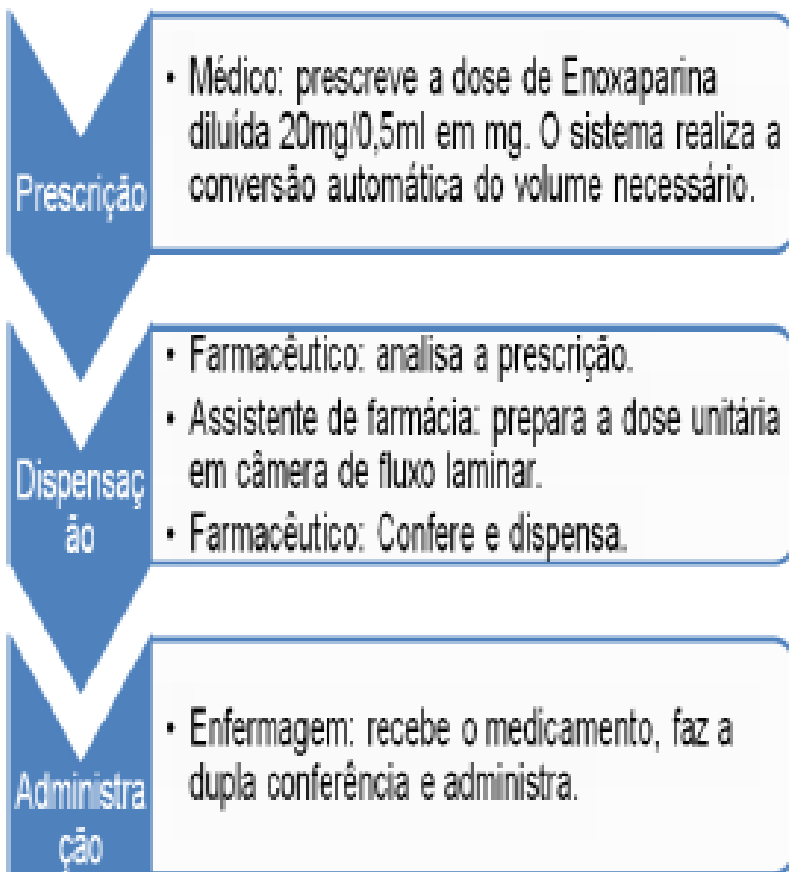 Prescrição
• Médico: prescreve a dose de Enoxaparina
diluída 20mg/0,5ml em mg. O sistema realiza a
conversão automática do volume necessário.
Dispensaç
ão
• Farmacêutico: analisa a prescrição.
• Assistente de farmácia: prepara a dose unitária
em câmera de fluxo laminar.
• Farmacêutico: Confere e dispensa.
Administra
ção
• Enfermagem: recebe o medicamento, faz a
dupla conferência e administra.